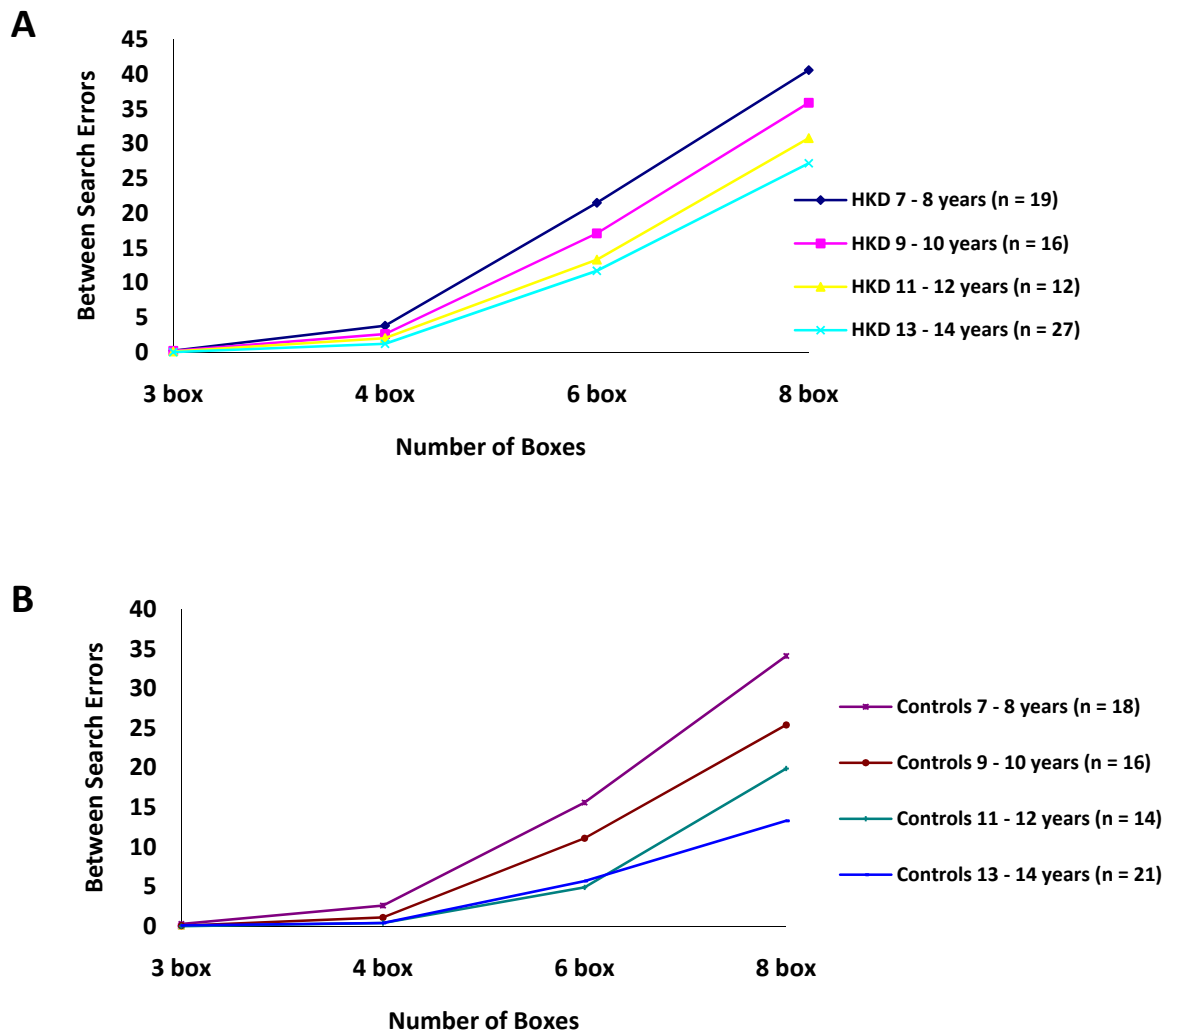 A
45
40
35
30
25
20
15
10
5
0
Between Search Errors
3 box 4 box 6 box 8 box
Number of Boxes
HKD 7 - 8 years (n = 19)
HKD 9 - 10 years (n = 16)
HKD 11 - 12 years (n = 12)
HKD 13 - 14 years (n = 27)
B
40
35
30
25
20
15
10
5
0
Between Search Errors
3 box 4 box 6 box 8 box
Number of Boxes
Controls 7 - 8 years (n = 18)
Controls 9 - 10 years (n = 16)
Controls 11 - 12 years (n = 14)
Controls 13 - 14 years (n = 21)